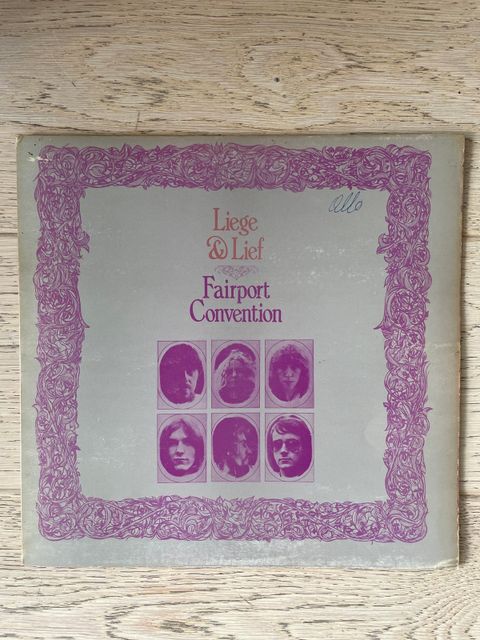 Liege
& Lief
Fairport
Convention